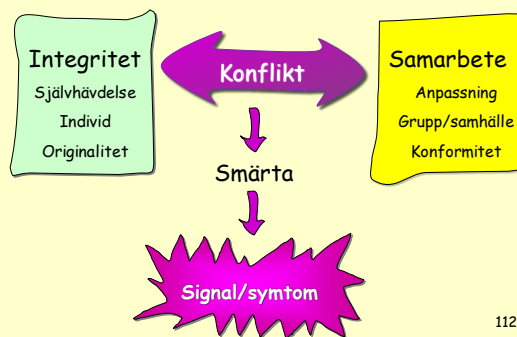 Integritet
Självhävdelse
Individ
Originalitet
Konflikt
Samarbete
Anpassning
Grupp/samhälle
Konformitet
Smärta
Signal/symtom
112